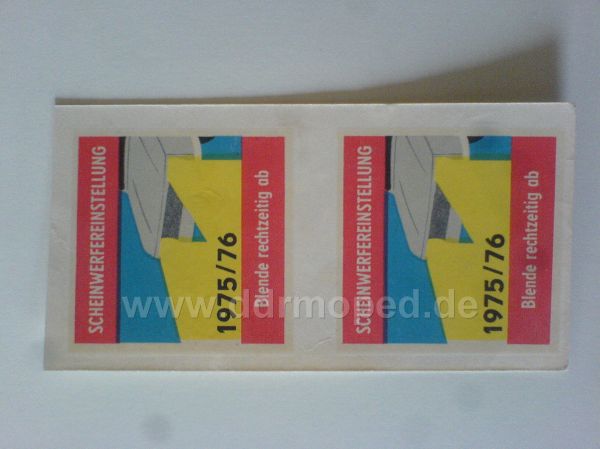 SCHEINWERFEREINSTELLUNG
1975/76
Blende rechtzeitig ab
SCHEINWERFEREINSTELLUNG
1975/76
Blende rechtzeitig ab
www.ddrmoped.de